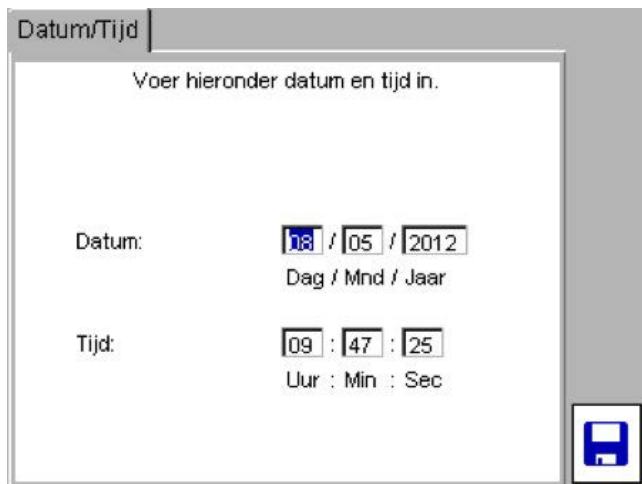 Datum/Tijd
Voer hieronder datum en tijd in.
Datum: 08 / 05 / 2012
Dag / Mnd / Jaar
Tijd: 09 : 47 : 25
Uur : Min : Sec